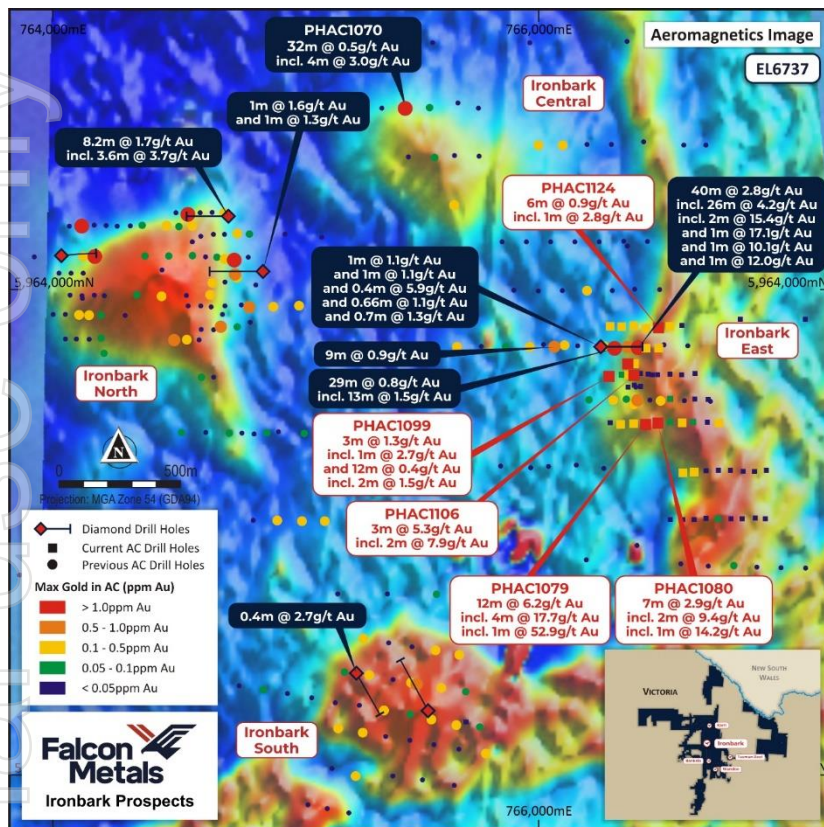 764,000mE
766,000mE
Aeromagnetics Image
EL6737
PHAC1070
32m @ 0.5g/t Au
incl. 4m @ 3.0g/t Au
Ironbark
Central
1m @ 1.6g/t Au
and 1m @ 1.3g/t Au
8.2m @ 1.7g/t Au
incl. 3.6m @ 3.7g/t Au
PHAC1124
6m @ 0.9g/t Au
incl. 1m @ 2.8g/t Au
40m @ 2.8g/t Au
incl. 26m @ 4.2g/t Au
incl. 2m @ 15.4g/t Au
and 1m @ 17.1g/t Au
and 1m @ 10.1g/t Au
and 1m @ 12.0g/t Au
1m @ 1.1g/t Au
and 1m @ 1.1g/t Au
and 0.4m @ 5.9g/t Au
and 0.66m @ 1.1g/t Au
and 0.7m @ 1.3g/t Au
5,964,000mN
5,964,000mN
Ironbark
East
9m @ 0.9g/t Au
Ironbark
North
29m @ 0.8g/t Au
incl. 13m @ 1.5g/t Au
PHAC1099
3m @ 1.3g/t Au
incl. 1m @ 2.7g/t Au
and 12m @ 0.4g/t Au
incl. 2m @ 1.5g/t Au
N
0 500m
Projection: MGA Zone 54 (GDA94)
PHAC1106
3m @ 5.3g/t Au
incl. 2m @ 7.9g/t Au
Diamond Drill Holes
Current AC Drill Holes
Previous AC Drill Holes
Max Gold in AC (ppm Au)
> 1.0ppm Au
0.5 - 1.0ppm Au
0.1 - 0.5ppm Au
0.05 - 0.1ppm Au
< 0.05ppm Au
PHAC1079
12m @ 6.2g/t Au
incl. 4m @ 17.7g/t Au
incl. 1m @ 52.9g/t Au
PHAC1080
7m @ 2.9g/t Au
incl. 2m @ 9.4g/t Au
incl. 1m @ 14.2g/t Au
0.4m @ 2.7g/t Au
Ironbark
South
Falcon
Metals
Ironbark Prospects
766,000mE
NEW SOUTH
WALES
VICTORIA
Ironbark